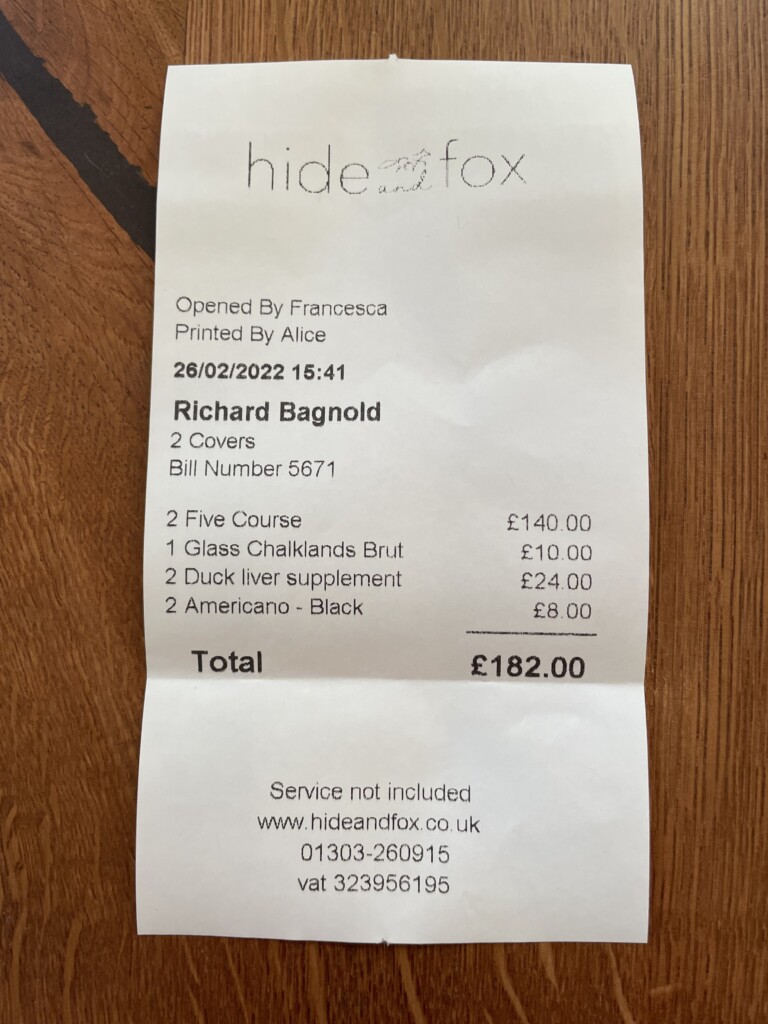 hide and fox
Opened By Francesca
Printed By Alice
26/02/2022 15:41
Richard Bagnold
2 Covers
Bill Number 5671
2 Five Course £140.00
1 Glass Chalklands Brut £10.00
2 Duck liver supplement £24.00
2 Americano - Black £8.00
Total £182.00
Service not included
www.hideandfox.co.uk
01303-260915
vat 323956195